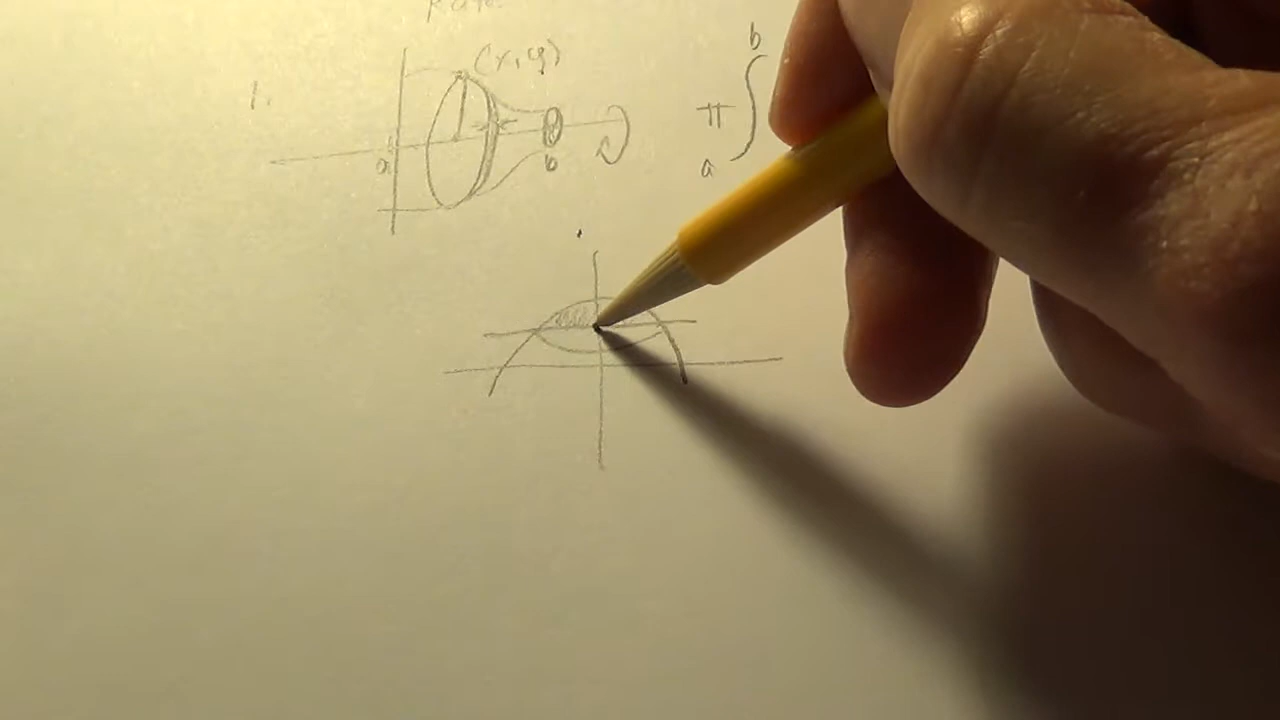 1.
(x,y)
a
b
π ∫
a
b